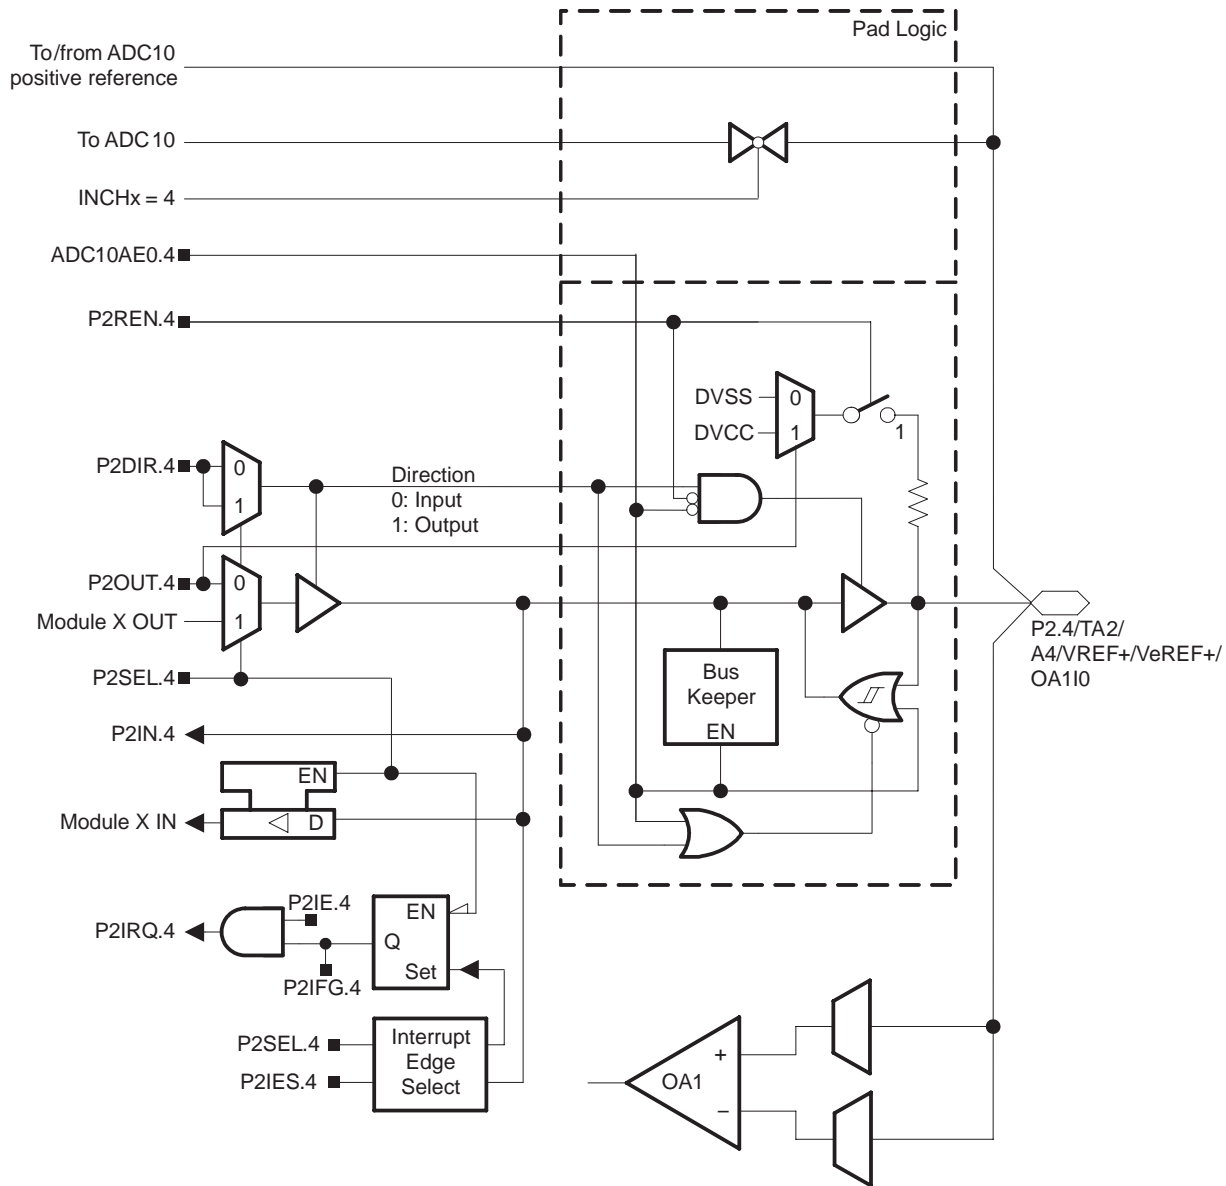 Pad Logic
To/from ADC10
positive reference
To ADC10
INCHx = 4
ADC10AE0.4
P2REN.4
DVSS
0
DVCC
1
1
P2DIR.4
0
1
Direction
0: Input
1: Output
P2OUT.4
0
Module X OUT
1
P2SEL.4
P2.4/TA2/
A4/VREF+/VeREF+/
OA1I0
Bus
Keeper
EN
P2IN.4
EN
Module X IN
D
P2IE.4
P2IRQ.4
EN
Q
Set
P2IFG.4
P2SEL.4
P2IES.4
Interrupt
Edge
Select
+
OA1
−